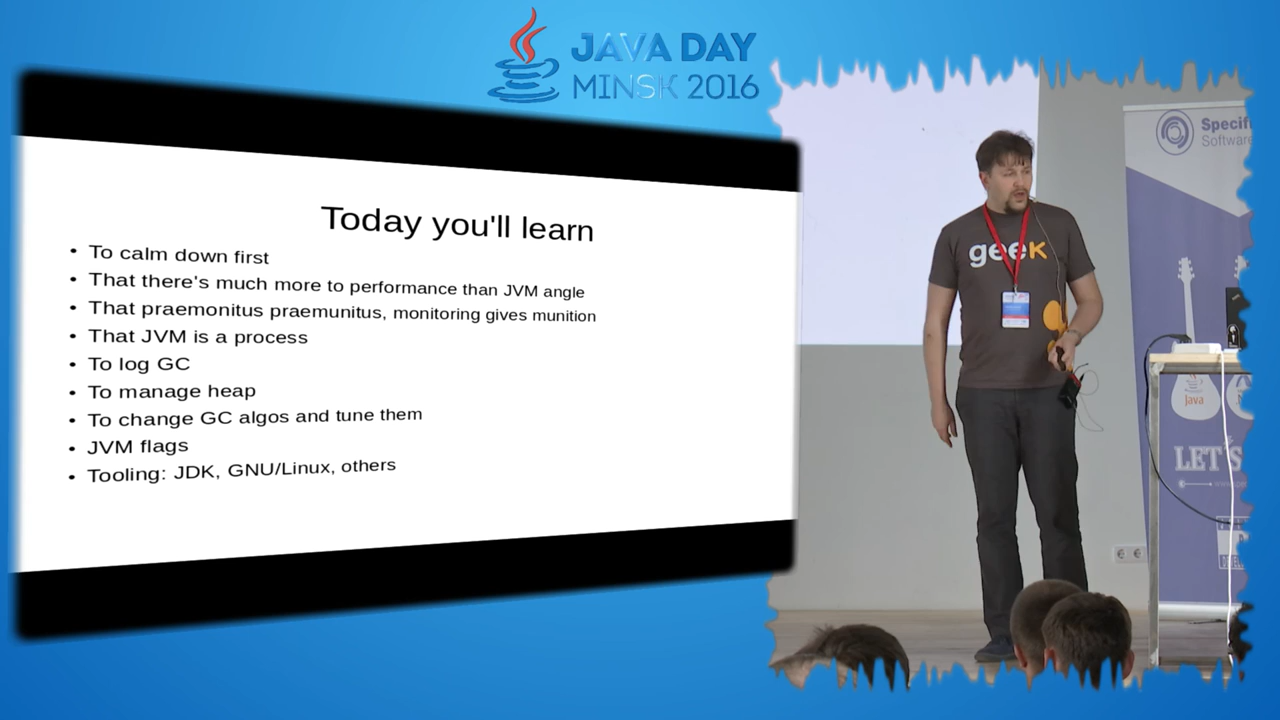 JAVA DAY
MINSK 2016
Today you'll learn
• To calm down first
• That there's much more to performance than JVM angle
• That praemonitus praemunitus, monitoring gives munition
• That JVM is a process
• To log GC
• To manage heap
• To change GC algos and tune them
• JVM flags
• Tooling: JDK, GNU/Linux, others
Software
geek
Java
LET'S